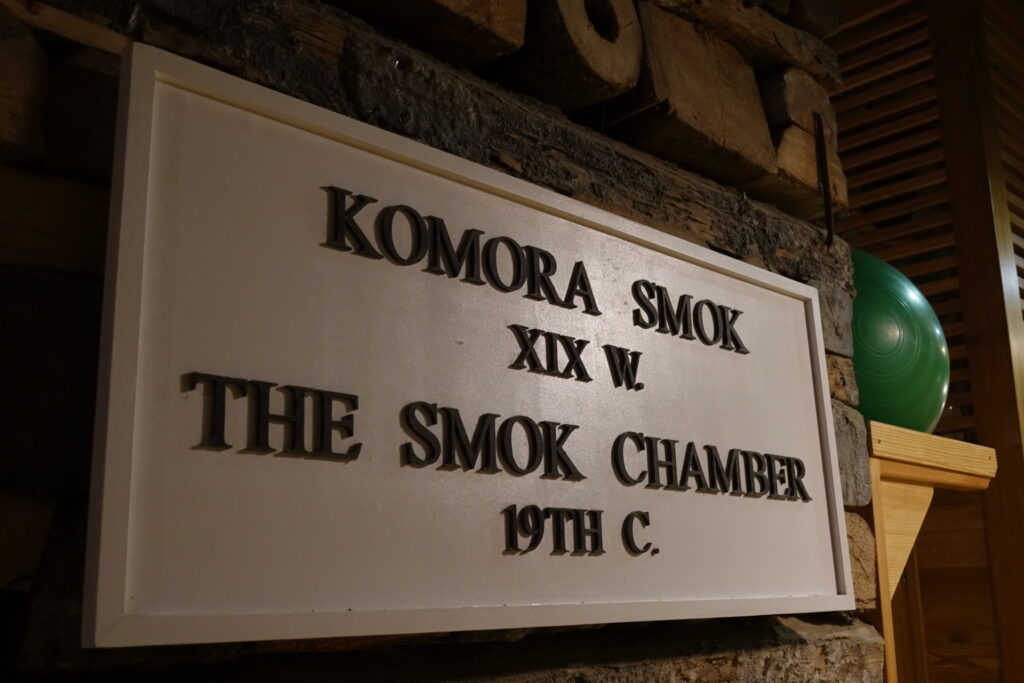 KOMORA SMOK
XIX W.
THE SMOK CHAMBER
19TH C.